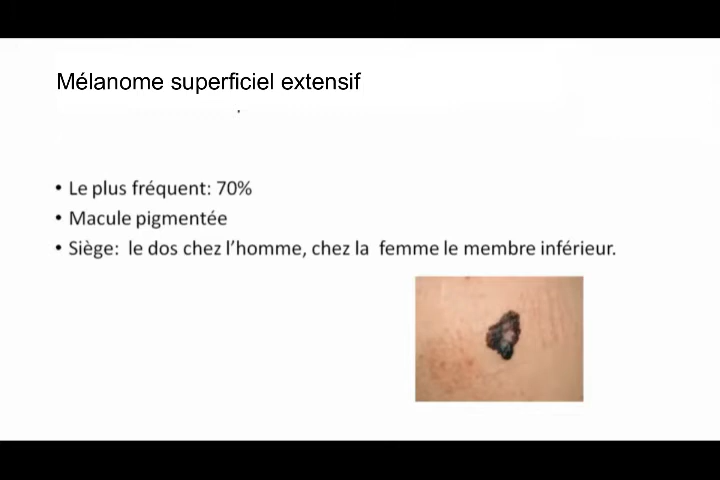 Mélanome superficiel extensif
• Le plus fréquent: 70%
• Macule pigmentée
• Siège: le dos chez l'homme, chez la femme le membre inférieur.